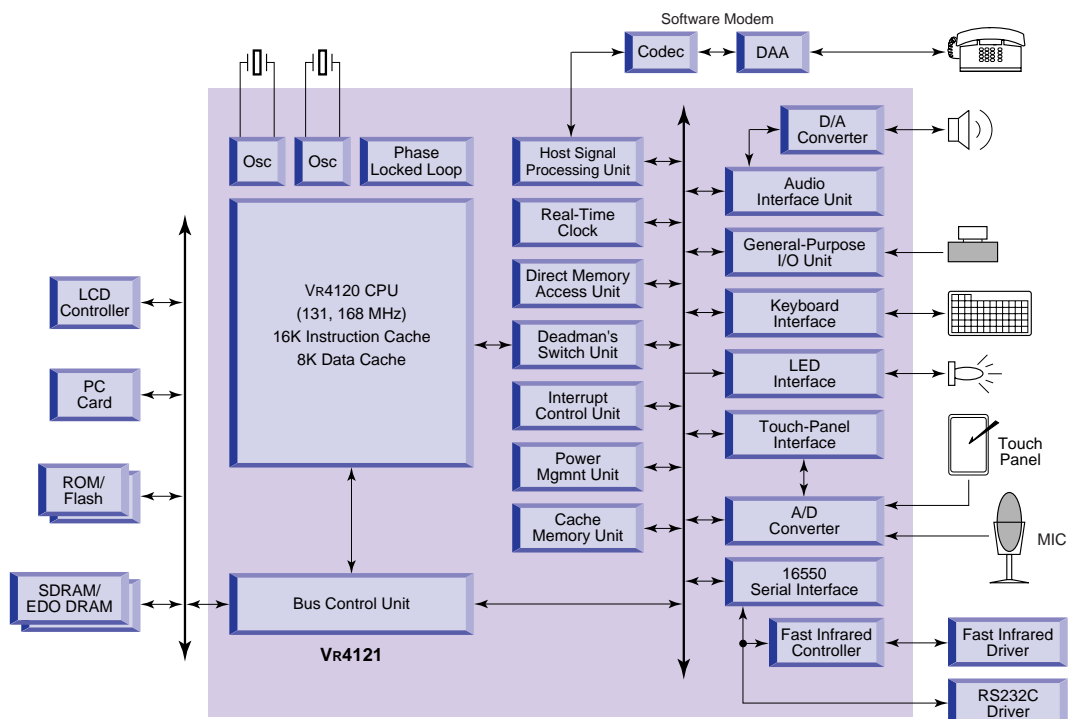 Software Modem
Codec
DAA
Osc
Osc
Phase
Locked Loop
Host Signal
Processing Unit
D/A
Converter
Audio
Interface Unit
Real-Time
Clock
General-Purpose
I/O Unit
LCD
Controller
VR4120 CPU
(131, 168 MHz)
16K Instruction Cache
8K Data Cache
Direct Memory
Access Unit
Keyboard
Interface
Deadman's
Switch Unit
LED
Interface
PC
Card
Interrupt
Control Unit
Touch-Panel
Interface
Touch
Panel
ROM/
Flash
Power
Mgmnt Unit
A/D
Converter
Cache
Memory Unit
MIC
SDRAM/
EDO DRAM
Bus Control Unit
16550
Serial Interface
VR4121
Fast Infrared
Controller
Fast Infrared
Driver
RS232C
Driver